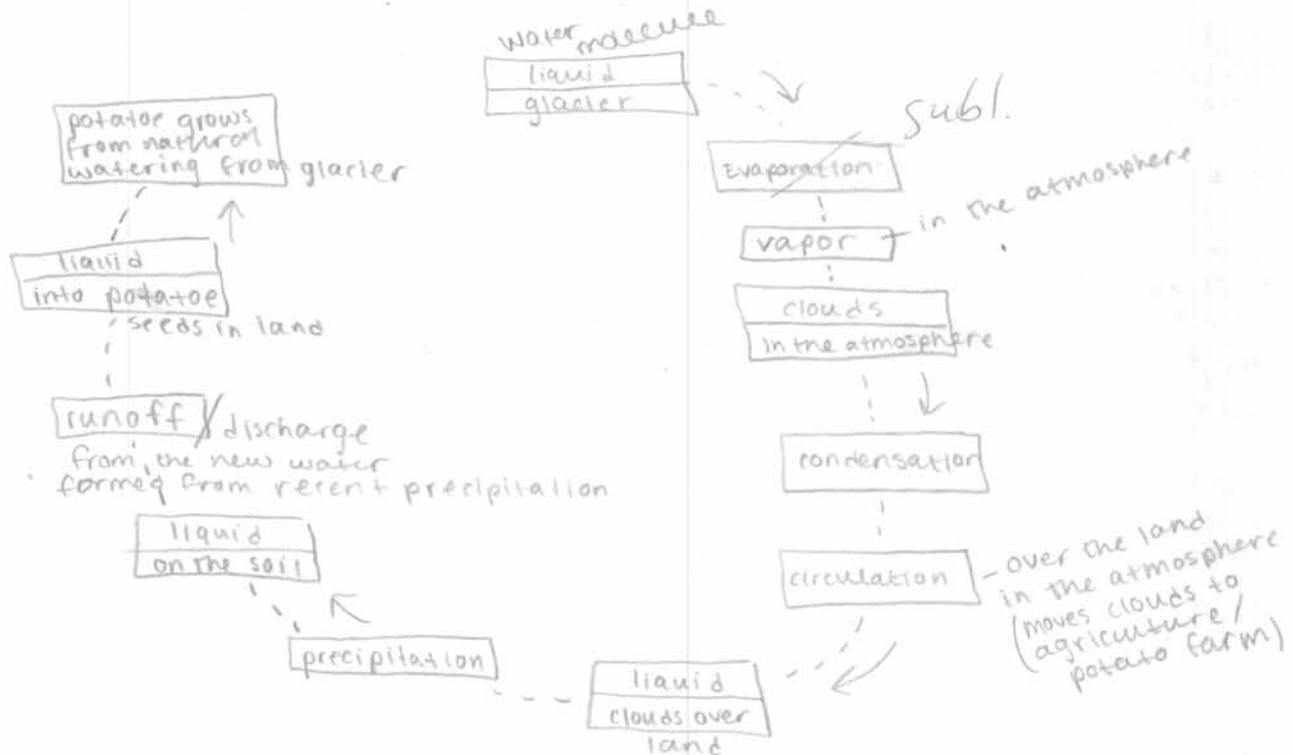 water molecule
liquid
glacier
subl.
Evaporation
vapor
in the atmosphere
clouds
in the atmosphere
condensation
circulation
over the land
in the atmosphere
(moves clouds to
agriculture/
potato farm)
liquid
clouds over
land
precipitation
liquid
on the soil
runoff / discharge
from the new water
formed from recent precipitation
liquid
into potatoe
seeds in land
potatoe grows
from natural
watering from glacier